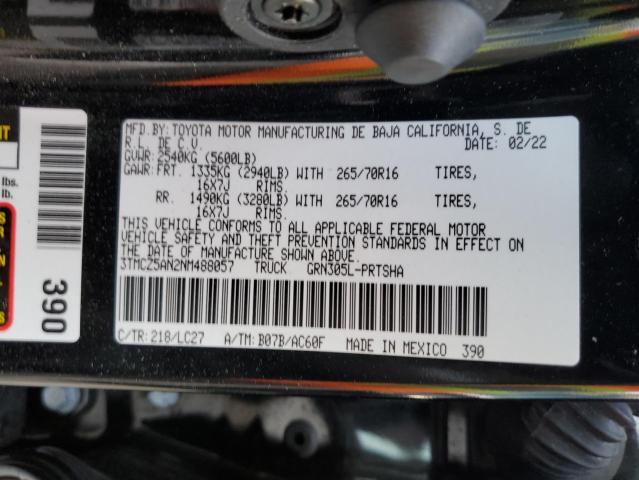 MFD.BY: TOYOTA MOTOR MANUFACTURING DE BAJA CALIFORNIA, S. DE
R.L. DE C.V. DATE: 02/22
GVWR: 2540KG (5600LB)
GAWR: FRT. 1335KG (2940LB) WITH 265/70R16 TIRES,
16X7J RIMS.
RR. 1490KG (3280LB) WITH 265/70R16 TIRES,
16X7J RIMS.
THIS VEHICLE CONFORMS TO ALL APPLICABLE FEDERAL MOTOR
VEHICLE SAFETY AND THEFT PREVENTION STANDARDS IN EFFECT ON
THE DATE OF MANUFACTURE SHOWN ABOVE.
3TMCZ5AN2NM488057 TRUCK GRN305L-PRTSHA
C/TR: 218/LC27 A/TM: B07B/AC60F MADE IN MEXICO 390
lbs.
lb.
390